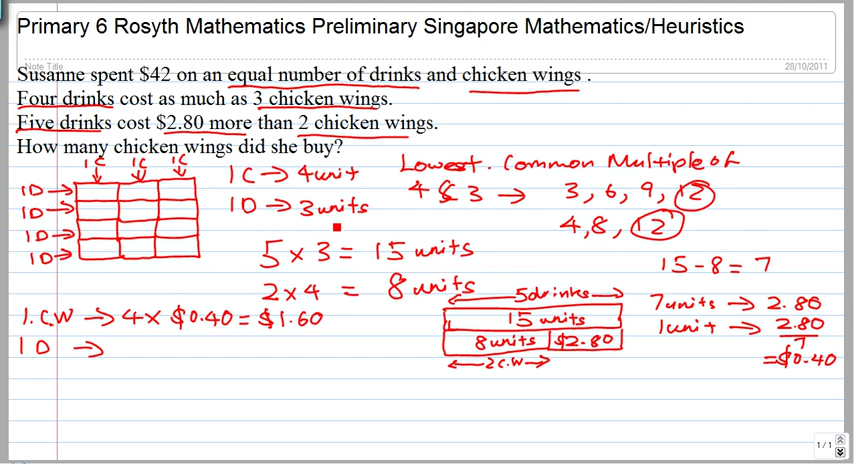 Primary 6 Rosyth Mathematics Preliminary Singapore Mathematics/Heuristics
Note Title
28/10/2011
Susanne spent $42 on an equal number of drinks and chicken wings .
Four drinks cost as much as 3 chicken wings.
Five drinks cost $2.80 more than 2 chicken wings.
How many chicken wings did she buy?
1C 1C 1C
1D →
1D →
1D →
1D →
1C → 4 unit
1D → 3 units
Lowest. Common Multiple of
4 & 3 → 3, 6, 9, 12
4, 8, 12
5 × 3 = 15 units
2 × 4 = 8 units
15 - 8 = 7
1.C.W → 4 × $0.40 = $1.60
1D →
5 drinks
15 units
8 units $2.80
2 C.W
7 units → 2.80
1 unit → 2.80
7
= $0.40
1 / 1